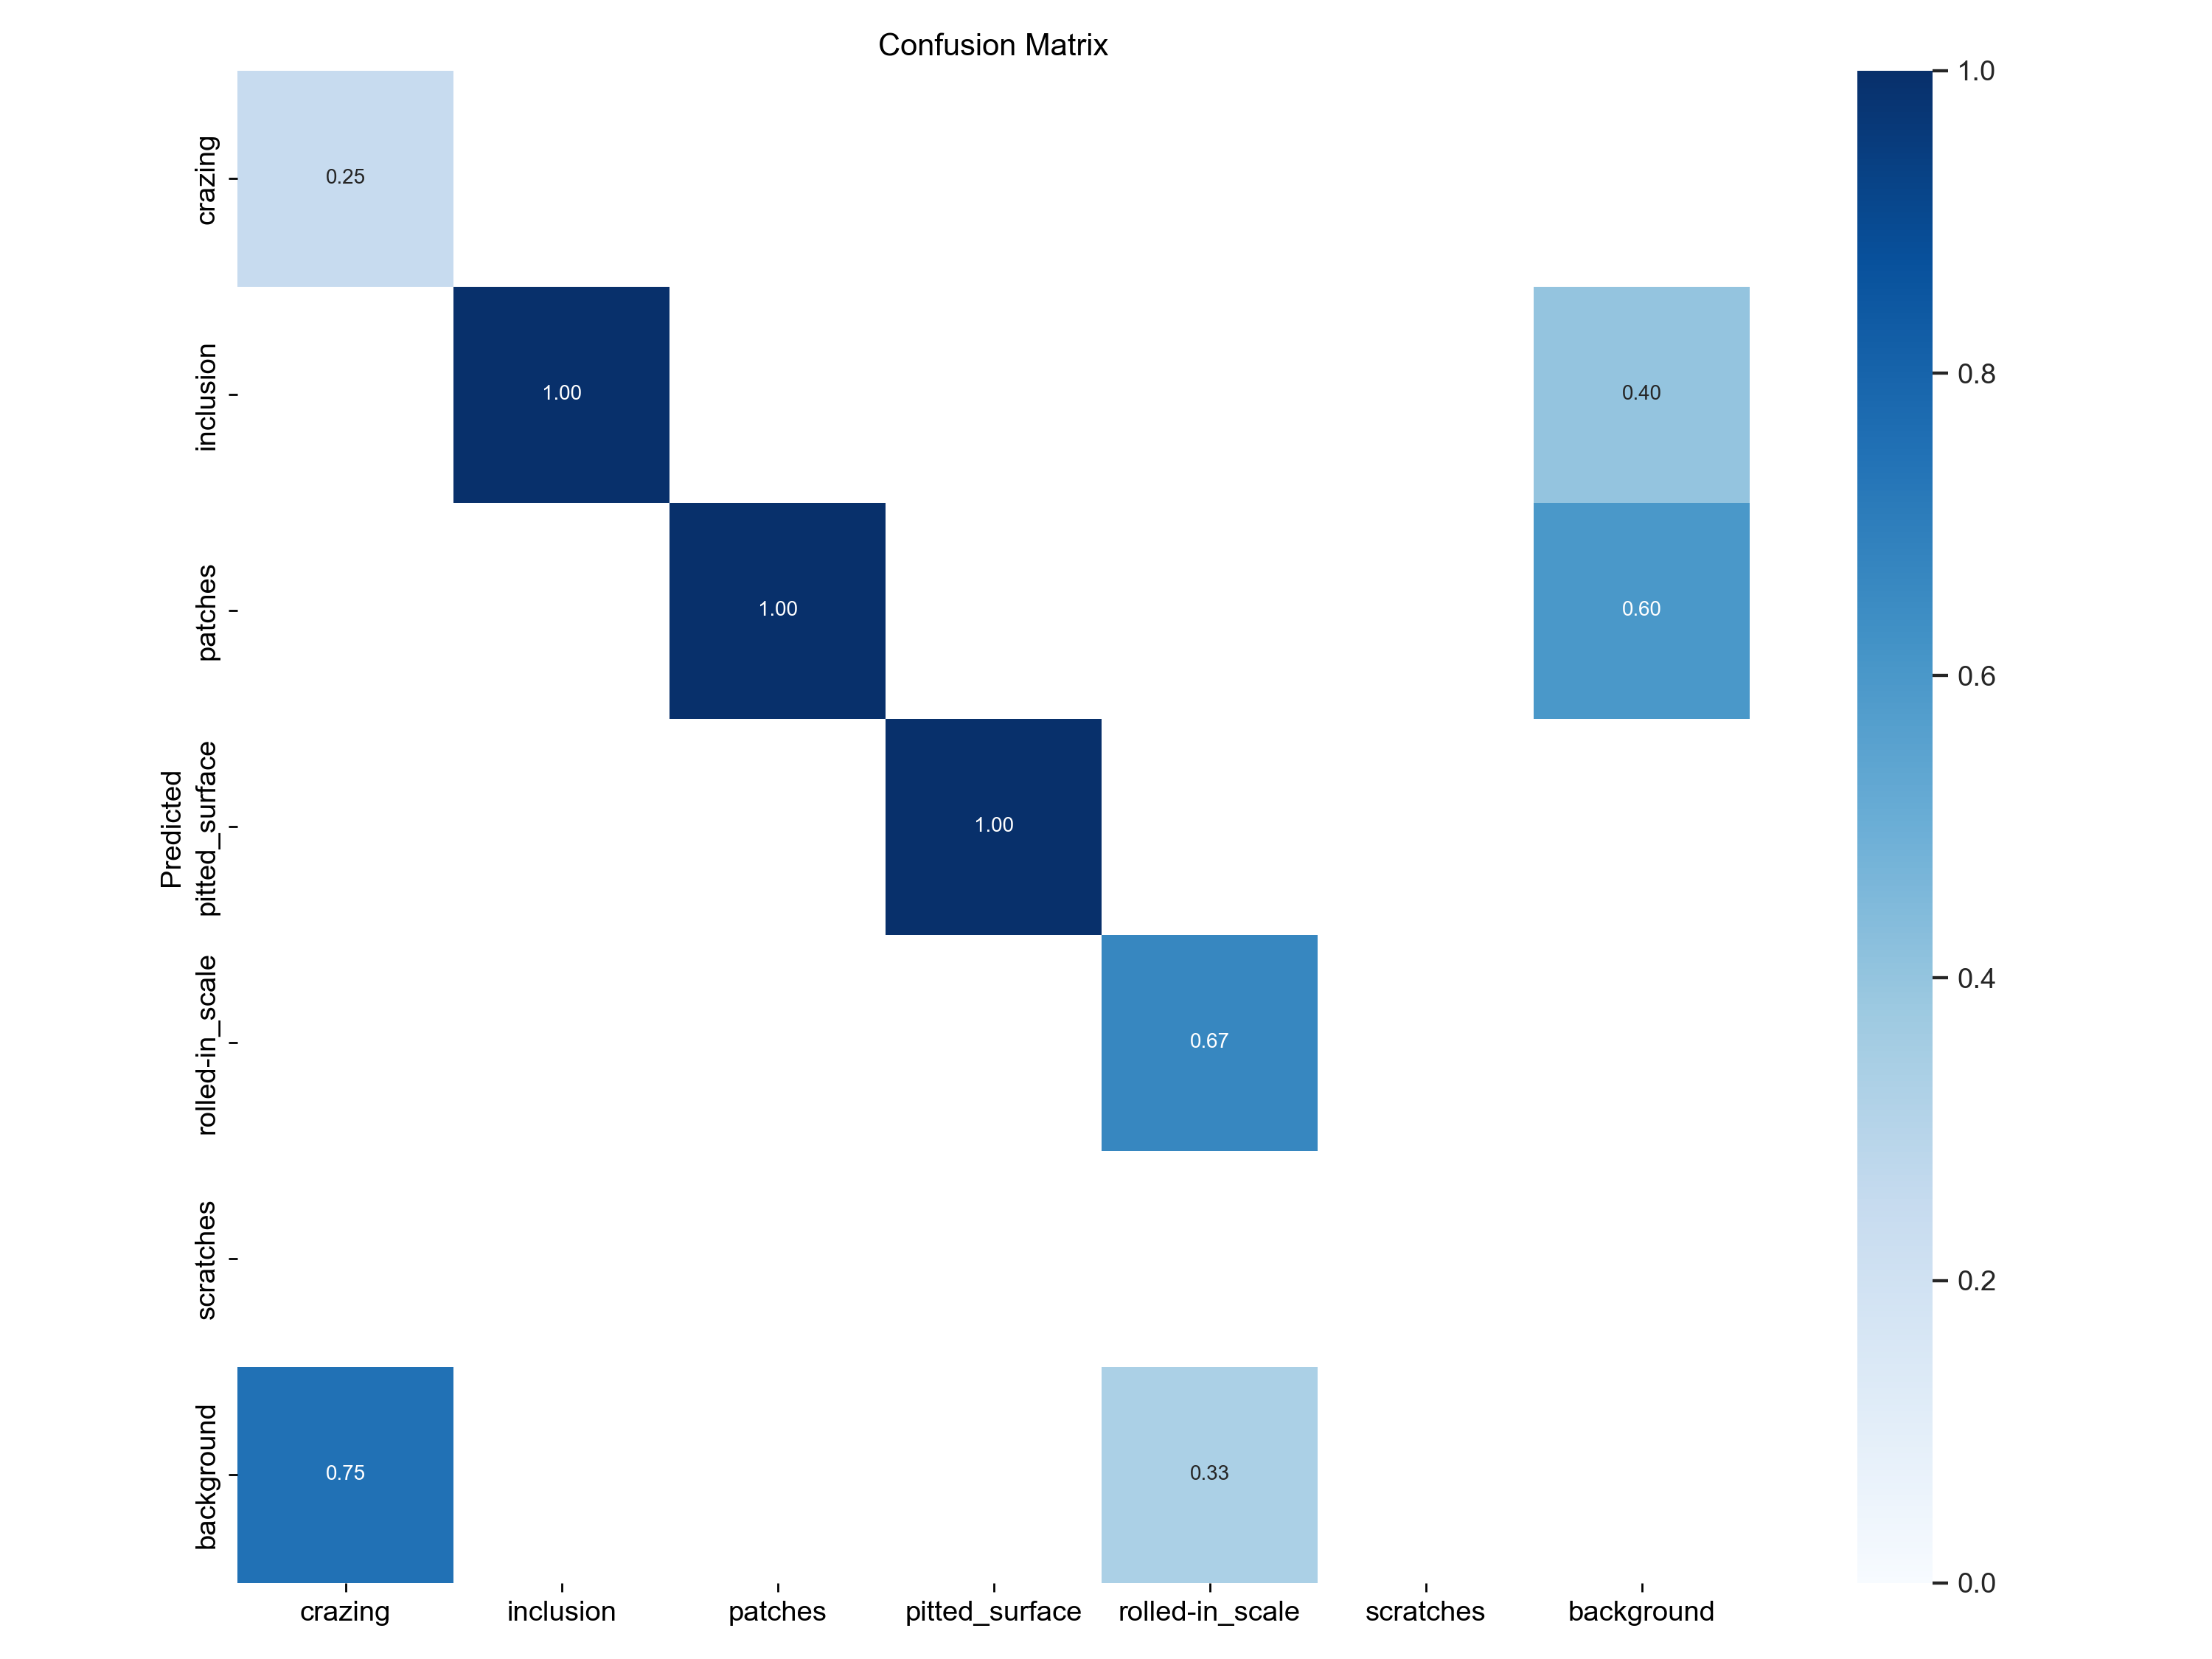 Confusion Matrix
crazing
inclusion
patches
Predicted
pitted_surface
rolled-in_scale
scratches
background
0.25
1.00
0.40
1.00
0.60
1.00
0.67
0.75
0.33
crazing
inclusion
patches
pitted_surface
rolled-in_scale
scratches
background
1.0
0.8
0.6
0.4
0.2
0.0